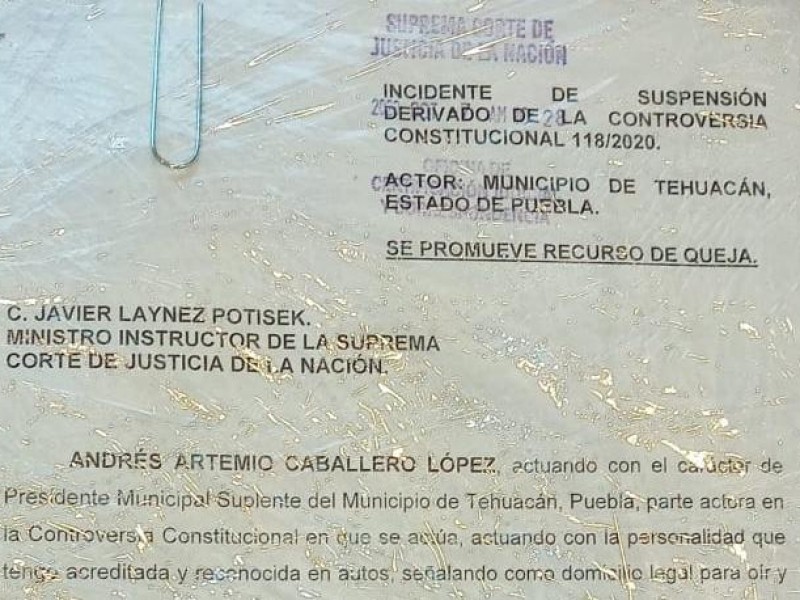 SUPREMA CORTE DE
JUSTICIA DE LA NACIÓN
INCIDENTE DE SUSPENSIÓN
DERIVADO DE LA CONTROVERSIA
CONSTITUCIONAL 118/2020.
OFICINA DE
ACTOR: MUNICIPIO DE TEHUACÁN,
ESTADO DE PUEBLA.
SE PROMUEVE RECURSO DE QUEJA.
C. JAVIER LAYNEZ POTISEK.
MINISTRO INSTRUCTOR DE LA SUPREMA
CORTE DE JUSTICIA DE LA NACIÓN.
ANDRÉS ARTEMIO CABALLERO LÓPEZ, actuando con el carácter de
Presidente Municipal Suplente del Municipio de Tehuacán, Puebla, parte actora en
la Controversia Constitucional en que se actúa, actuando con la personalidad que
tengo acreditada y reconocida en autos, señalando como domicilio legal para oír y